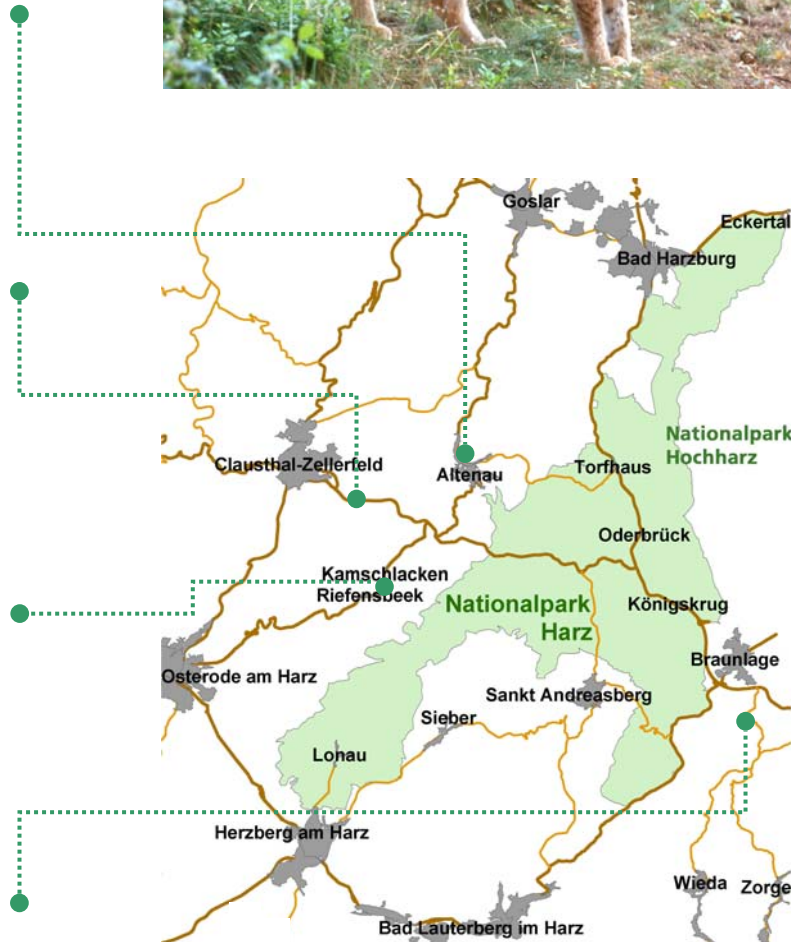 Goslar
Eckertal
Bad Harzburg
Nationalpark
Hochharz
Clausthal-Zellerfeld
Altenau
Torfhaus
Oderbrück
Kamschlacken
Riefensbeek
Nationalpark
Harz
Königskrug
Braunlage
Osterode am Harz
Sankt Andreasberg
Sieber
Lonau
Herzberg am Harz
Wieda
Zorge
Bad Lauterberg im Harz